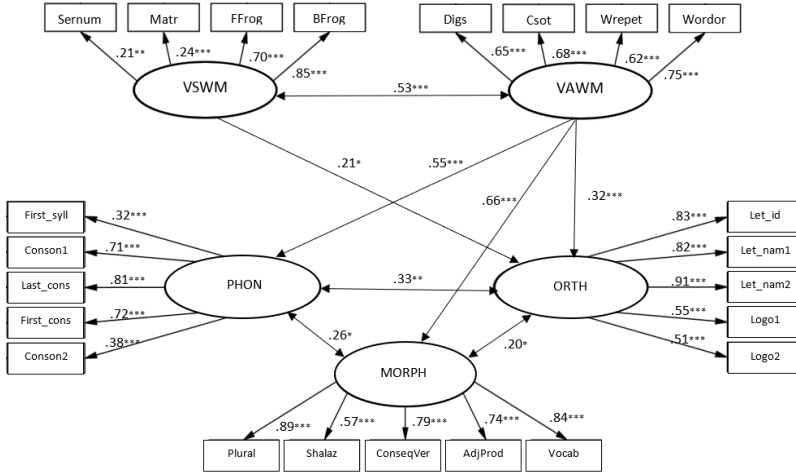 Sernum Matr FFrog BFrog Digs Csot Wrepet Wordor
.21** .24*** .70*** .85*** .65*** .68*** .62*** .75***
VSWM .53*** VAWM
.21* .55*** .66*** .32***
First_syll .32*** .83*** Let_id
Conson1 .71*** .82*** Let_nam1
Last_cons .81*** PHON .33** ORTH .91*** Let_nam2
First_cons .72*** .55*** Logo1
Conson2 .38*** .26* .20* .51*** Logo2
MORPH
.89*** .57*** .79*** .74*** .84***
Plural Shalaz ConseqVer AdjProd Vocab